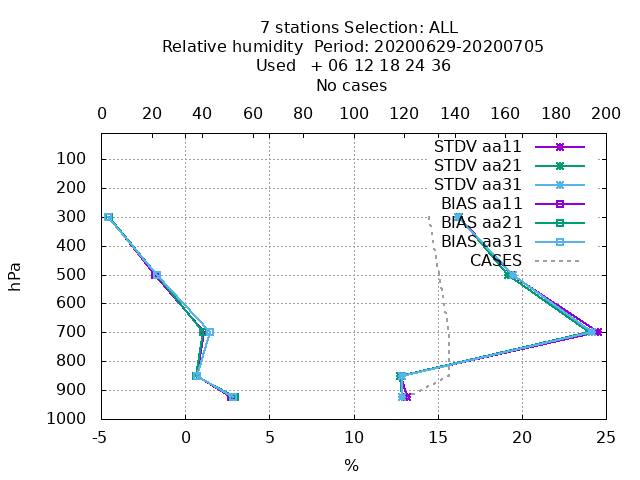 7 stations Selection: ALL
Relative humidity  Period: 20200629-20200705
Used   + 06 12 18 24 36
No cases
0 20 40 60 80 100 120 140 160 180 200
STDV aa11
STDV aa21
STDV aa31
BIAS aa11
BIAS aa21
BIAS aa31
CASES
hPa
100
200
300
400
500
600
700
800
900
1000
-5 0 5 10 15 20 25
%